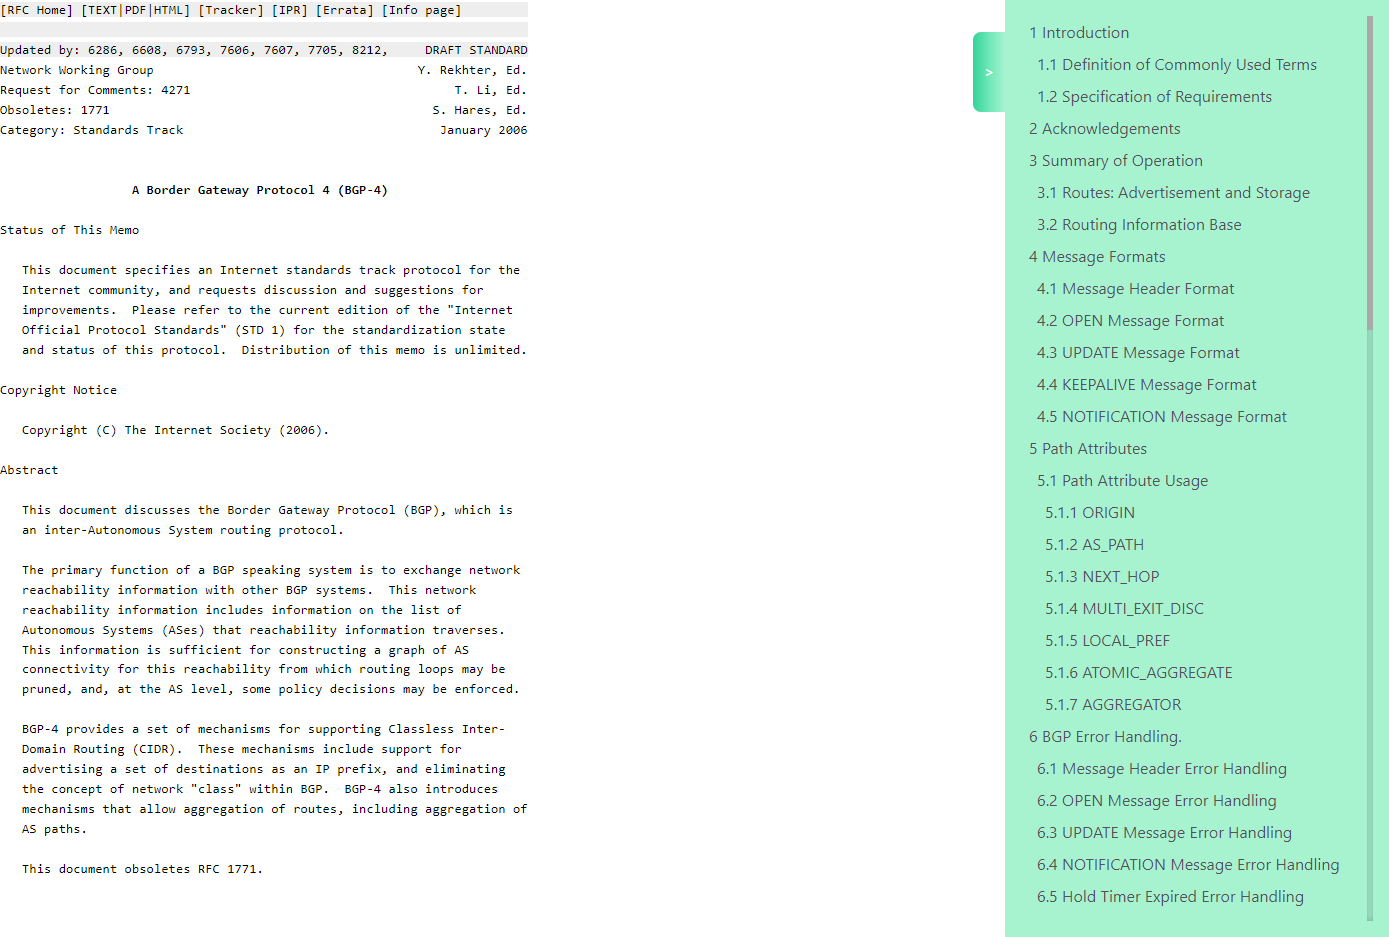 [RFC Home] [TEXT|PDF|HTML] [Tracker] [IPR] [Errata] [Info page]
Updated by: 6286, 6608, 6793, 7606, 7607, 7705, 8212, DRAFT STANDARD
Network Working Group Y. Rekhter, Ed.
Request for Comments: 4271 T. Li, Ed.
Obsoletes: 1771 S. Hares, Ed.
Category: Standards Track January 2006
A Border Gateway Protocol 4 (BGP-4)
Status of This Memo
This document specifies an Internet standards track protocol for the
Internet community, and requests discussion and suggestions for
improvements. Please refer to the current edition of the "Internet
Official Protocol Standards" (STD 1) for the standardization state
and status of this protocol. Distribution of this memo is unlimited.
Copyright Notice
Copyright (C) The Internet Society (2006).
Abstract
This document discusses the Border Gateway Protocol (BGP), which is
an inter-Autonomous System routing protocol.
The primary function of a BGP speaking system is to exchange network
reachability information with other BGP systems. This network
reachability information includes information on the list of
Autonomous Systems (ASes) that reachability information traverses.
This information is sufficient for constructing a graph of AS
connectivity for this reachability from which routing loops may be
pruned, and, at the AS level, some policy decisions may be enforced.
BGP-4 provides a set of mechanisms for supporting Classless Inter-
Domain Routing (CIDR). These mechanisms include support for
advertising a set of destinations as an IP prefix, and eliminating
the concept of network "class" within BGP. BGP-4 also introduces
mechanisms that allow aggregation of routes, including aggregation of
AS paths.
This document obsoletes RFC 1771.
>
1 Introduction
1.1 Definition of Commonly Used Terms
1.2 Specification of Requirements
2 Acknowledgements
3 Summary of Operation
3.1 Routes: Advertisement and Storage
3.2 Routing Information Base
4 Message Formats
4.1 Message Header Format
4.2 OPEN Message Format
4.3 UPDATE Message Format
4.4 KEEPALIVE Message Format
4.5 NOTIFICATION Message Format
5 Path Attributes
5.1 Path Attribute Usage
5.1.1 ORIGIN
5.1.2 AS_PATH
5.1.3 NEXT_HOP
5.1.4 MULTI_EXIT_DISC
5.1.5 LOCAL_PREF
5.1.6 ATOMIC_AGGREGATE
5.1.7 AGGREGATOR
6 BGP Error Handling.
6.1 Message Header Error Handling
6.2 OPEN Message Error Handling
6.3 UPDATE Message Error Handling
6.4 NOTIFICATION Message Error Handling
6.5 Hold Timer Expired Error Handling